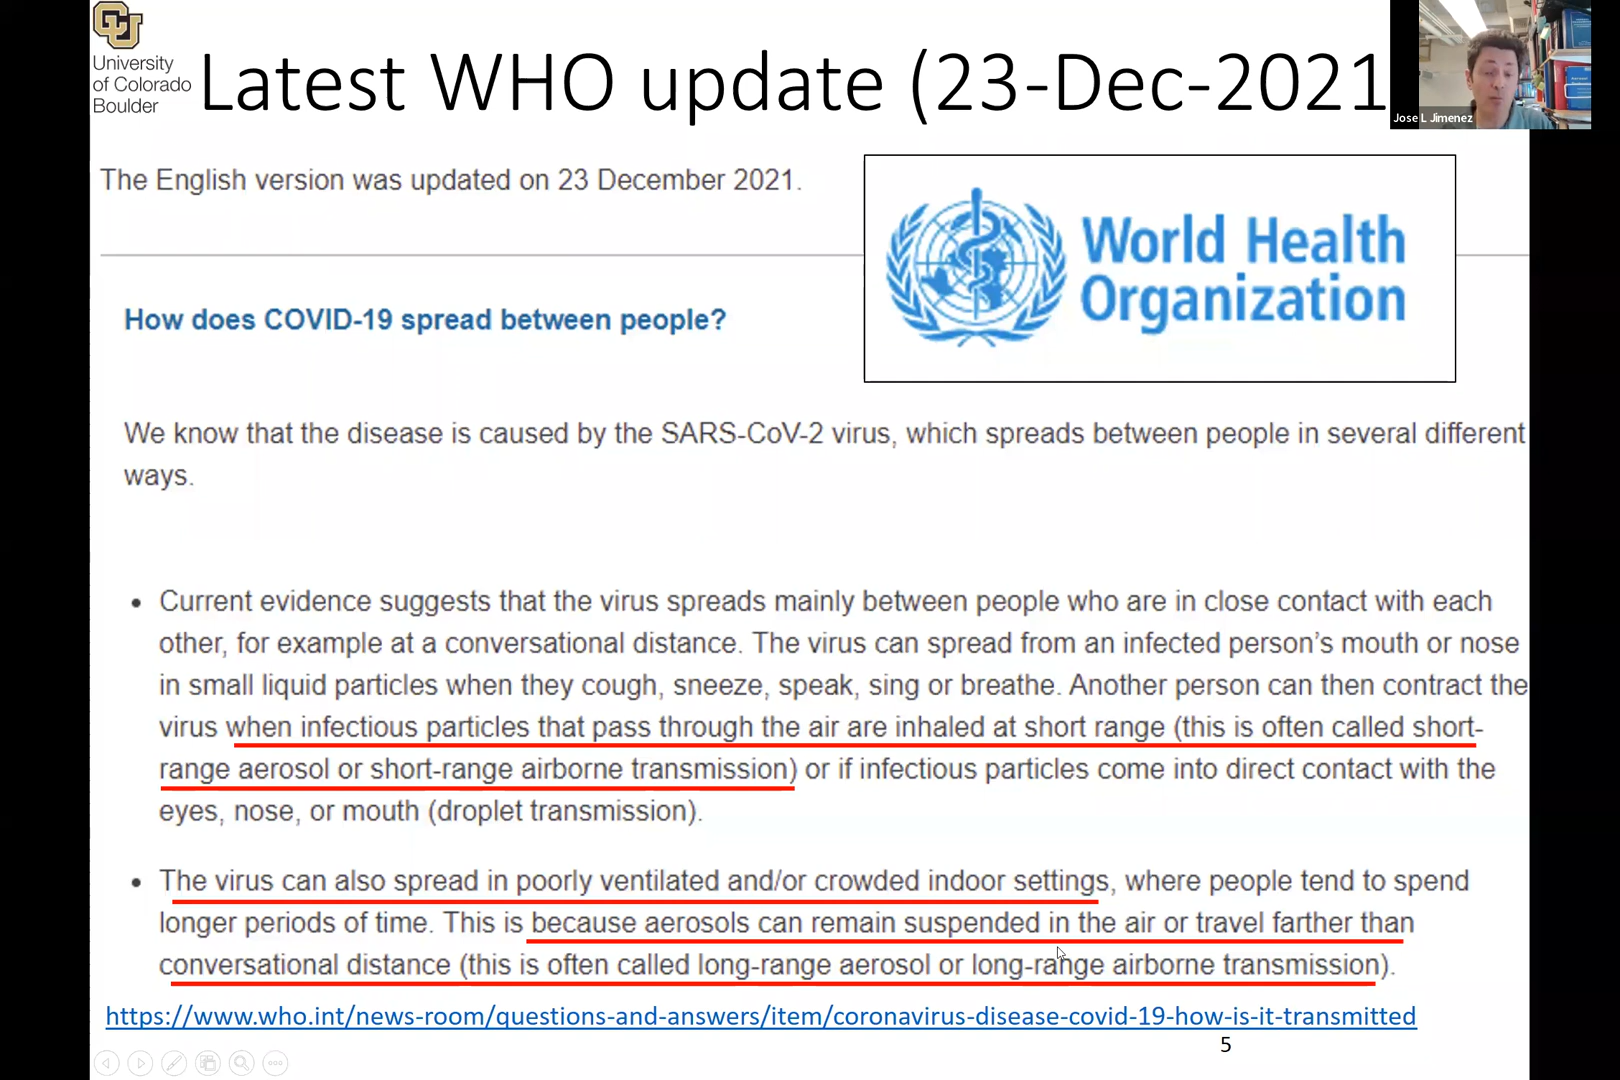 University
of Colorado
Boulder
Latest WHO update (23-Dec-2021
Jose L Jimenez
The English version was updated on 23 December 2021.
World Health
Organization
How does COVID-19 spread between people?
We know that the disease is caused by the SARS-CoV-2 virus, which spreads between people in several different
ways.
• Current evidence suggests that the virus spreads mainly between people who are in close contact with each
other, for example at a conversational distance. The virus can spread from an infected person’s mouth or nose
in small liquid particles when they cough, sneeze, speak, sing or breathe. Another person can then contract the
virus when infectious particles that pass through the air are inhaled at short range (this is often called short-
range aerosol or short-range airborne transmission) or if infectious particles come into direct contact with the
eyes, nose, or mouth (droplet transmission).
• The virus can also spread in poorly ventilated and/or crowded indoor settings, where people tend to spend
longer periods of time. This is because aerosols can remain suspended in the air or travel farther than
conversational distance (this is often called long-range aerosol or long-range airborne transmission).
https://www.who.int/news-room/questions-and-answers/item/coronavirus-disease-covid-19-how-is-it-transmitted
5